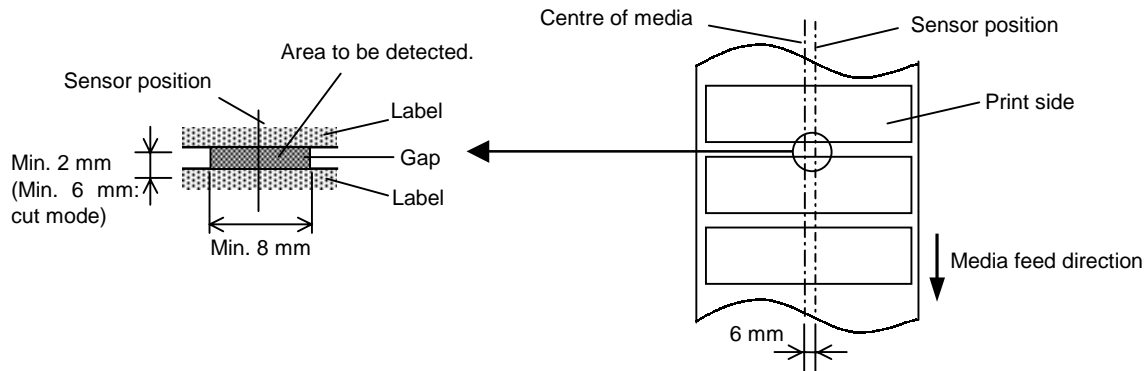 Area to be detected.
Sensor position
Label
Min. 2 mm
(Min. 6 mm:
cut mode)
Gap
Label
Min. 8 mm
Centre of media
Sensor position
Print side
Media feed direction
6 mm